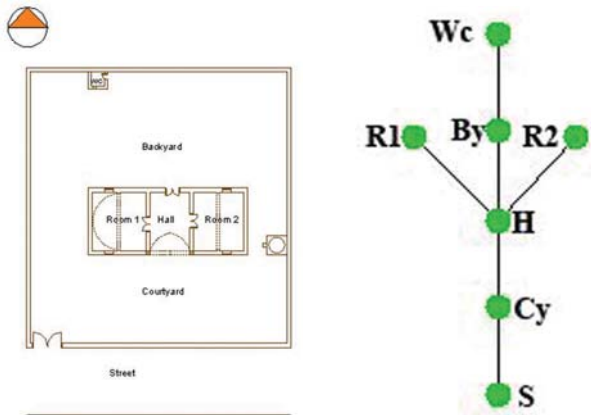 WC
Backyard
Room 1
Hall
Room 2
Courtyard
Street
Wc
R1
By
R2
H
Cy
S